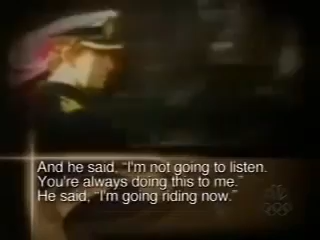 And he said, "I'm not going to listen.
You're always doing this to me."
He said, "I'm going riding now."